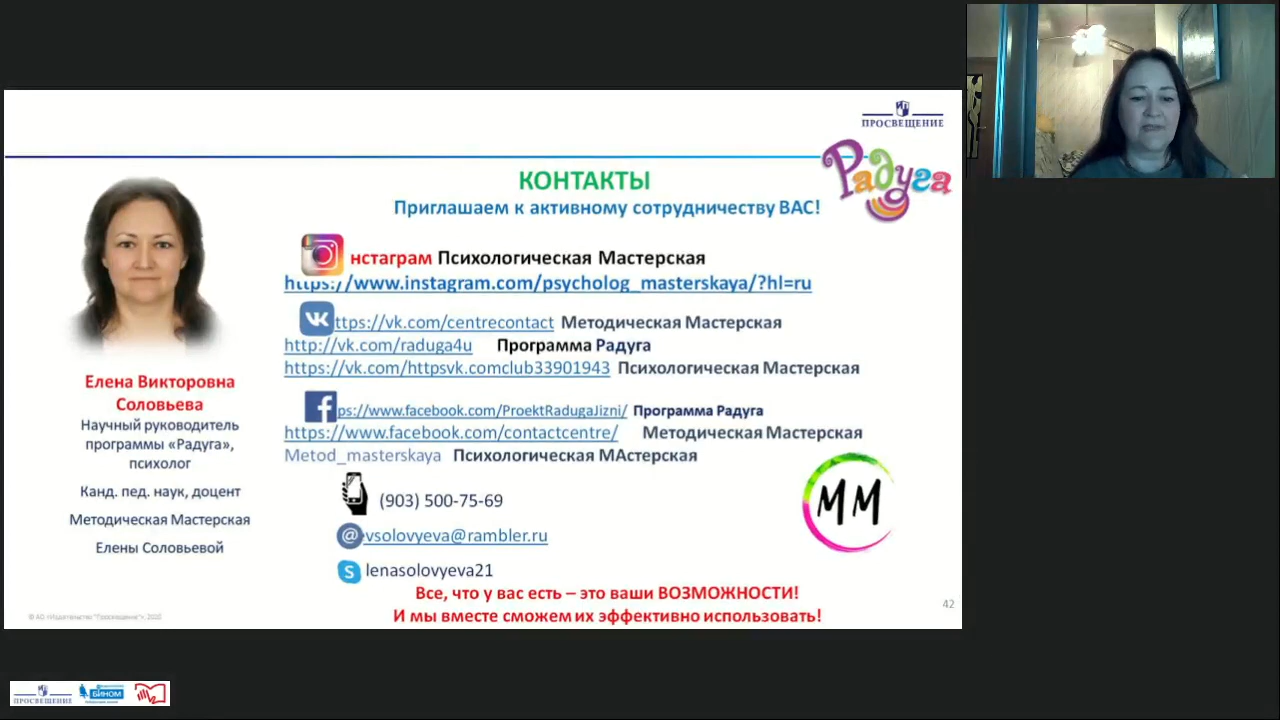 ПРОСВЕЩЕНИЕ
Радуга
КОНТАКТЫ
Приглашаем к активному сотрудничеству ВАС!
нстаграм Психологическая Мастерская
https://www.instagram.com/psycholog_masterskaya/?hl=ru
ttps://vk.com/centrecontact Методическая Мастерская
http://vk.com/raduga4u Программа Радуга
https://vk.com/httpsvk.comclub33901943 Психологическая Мастерская
ps://www.facebook.com/ProektRadugaJizni/ Программа Радуга
https://www.facebook.com/contactcentre/ Методическая Мастерская
Metod_masterskaya Психологическая МАстерская
(903) 500-75-69
vsolovyeva@rambler.ru
lenasolovyeva21
Все, что у вас есть – это ваши ВОЗМОЖНОСТИ!
И мы вместе сможем их эффективно использовать!
Елена Викторовна
Соловьева
Научный руководитель
программы «Радуга»,
психолог
Канд. пед. наук, доцент
Методическая Мастерская
Елены Соловьевой
ММ
© АО «Издательство "Просвещение", 2020
42
ПРОСВЕЩЕНИЕ
БИНОМ